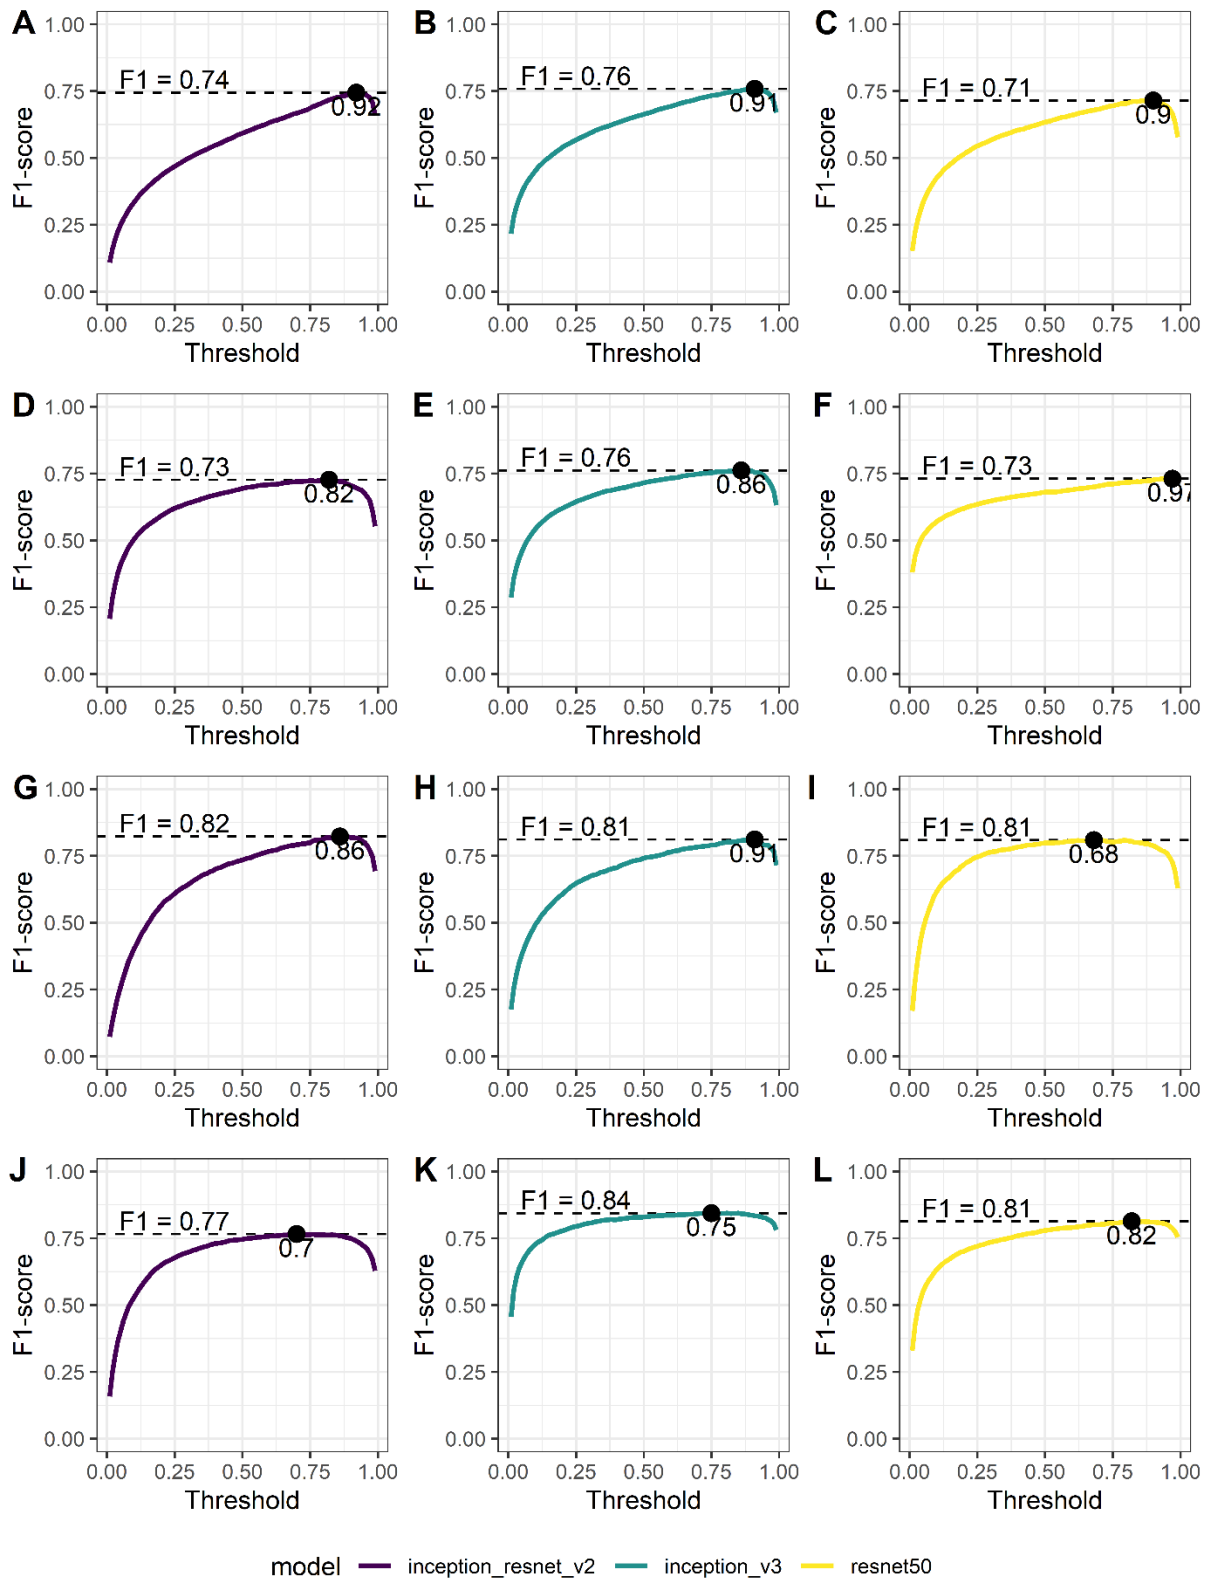 A
B
C
F1-score
1.00
0.75
0.50
0.25
0.00
F1 = 0.74
0.92
0.00 0.25 0.50 0.75 1.00
Threshold
F1-score
1.00
0.75
0.50
0.25
0.00
F1 = 0.76
0.91
0.00 0.25 0.50 0.75 1.00
Threshold
F1-score
1.00
0.75
0.50
0.25
0.00
F1 = 0.71
0.9
0.00 0.25 0.50 0.75 1.00
Threshold
D
E
F
F1-score
1.00
0.75
0.50
0.25
0.00
F1 = 0.73
0.82
0.00 0.25 0.50 0.75 1.00
Threshold
F1-score
1.00
0.75
0.50
0.25
0.00
F1 = 0.76
0.86
0.00 0.25 0.50 0.75 1.00
Threshold
F1-score
1.00
0.75
0.50
0.25
0.00
F1 = 0.73
0.97
0.00 0.25 0.50 0.75 1.00
Threshold
G
H
I
F1-score
1.00
0.75
0.50
0.25
0.00
F1 = 0.82
0.86
0.00 0.25 0.50 0.75 1.00
Threshold
F1-score
1.00
0.75
0.50
0.25
0.00
F1 = 0.81
0.91
0.00 0.25 0.50 0.75 1.00
Threshold
F1-score
1.00
0.75
0.50
0.25
0.00
F1 = 0.81
0.68
0.00 0.25 0.50 0.75 1.00
Threshold
J
K
L
F1-score
1.00
0.75
0.50
0.25
0.00
F1 = 0.77
0.7
0.00 0.25 0.50 0.75 1.00
Threshold
F1-score
1.00
0.75
0.50
0.25
0.00
F1 = 0.84
0.75
0.00 0.25 0.50 0.75 1.00
Threshold
F1-score
1.00
0.75
0.50
0.25
0.00
F1 = 0.81
0.82
0.00 0.25 0.50 0.75 1.00
Threshold
model inception_resnet_v2 inception_v3 resnet50